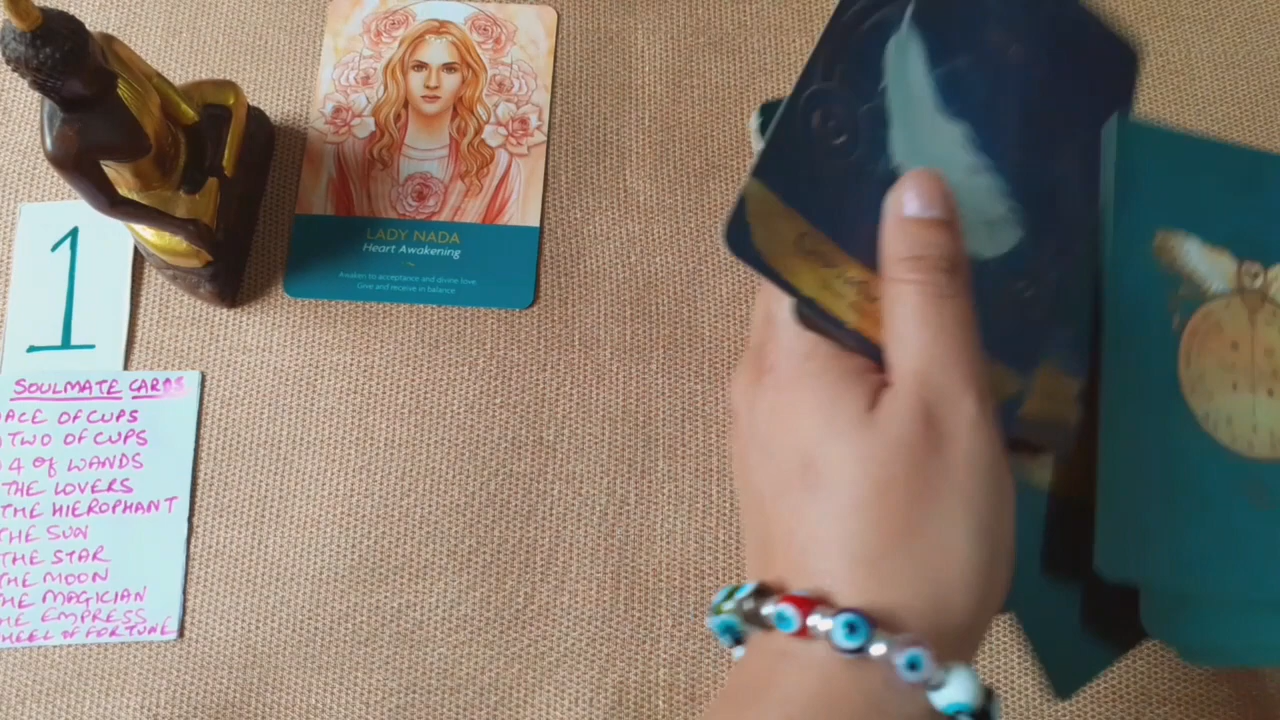 LADY NADA
Heart Awakening
Awaken to acceptance and divine love
Give and receive in balance
1
SOULMATE CARDS
ACE OF CUPS
TWO OF CUPS
4 of WANDS
THE LOVERS
THE HIEROPHANT
THE SUN
THE STAR
THE MOON
THE MAGICIAN
HE EMPRESS
HEEL OF FORTUNE